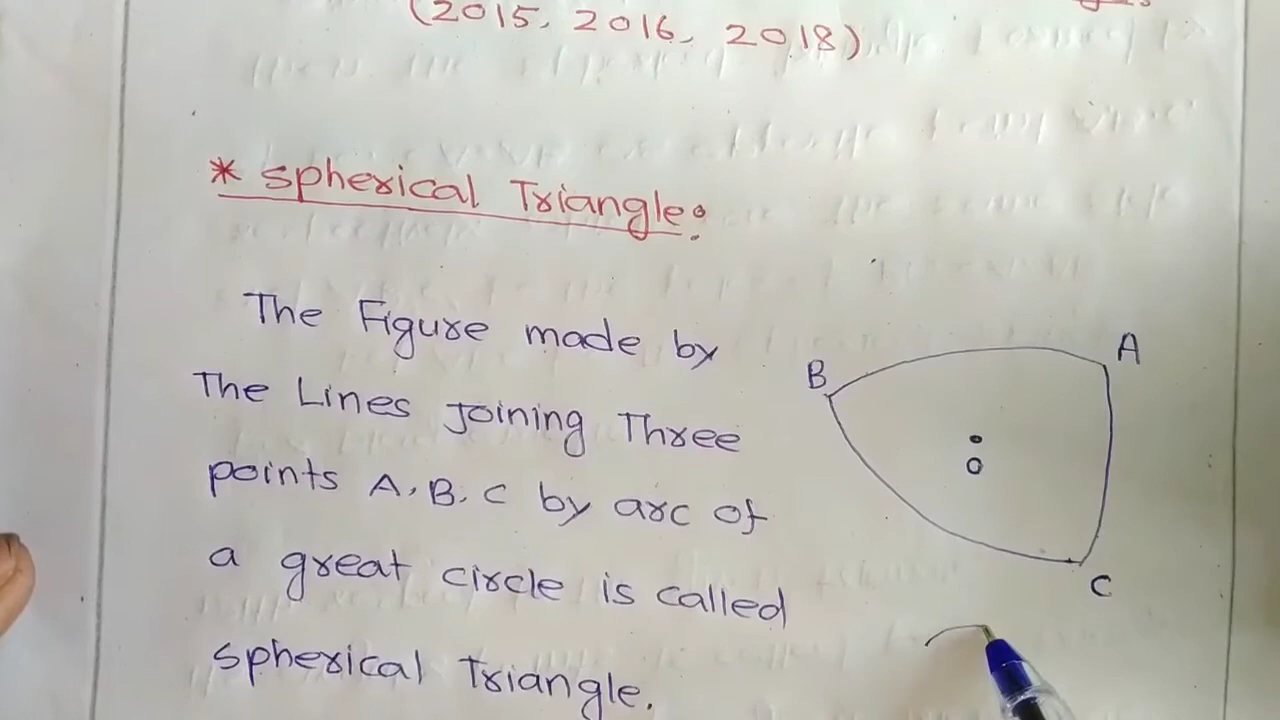 (2015, 2016, 2018)
* Spherical Triangle:
The Figure made by
The Lines Joining Three
points A, B, C by arc of
a great circle is called
spherical Triangle.
B
A
O
C